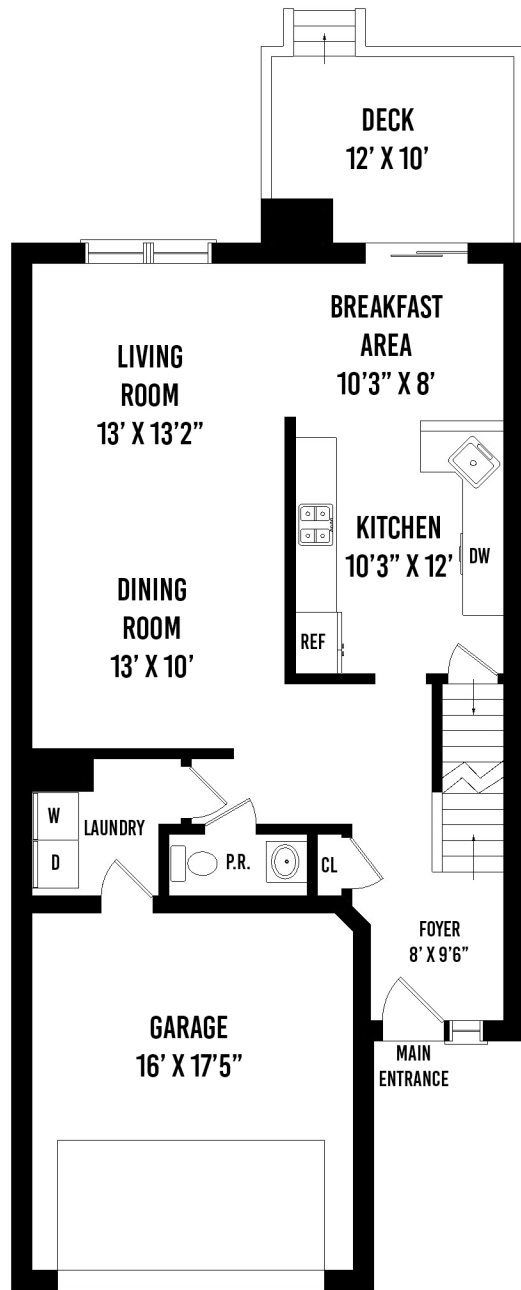 DECK
12’ X 10’
BREAKFAST
AREA
10’3” X 8’
LIVING
ROOM
13’ X 13’2”
KITCHEN
10’3” X 12’
DW
DINING
ROOM
13’ X 10’
REF
W
LAUNDRY
D
P.R.
CL
FOYER
8’ X 9’6”
GARAGE
16’ X 17’5”
MAIN
ENTRANCE